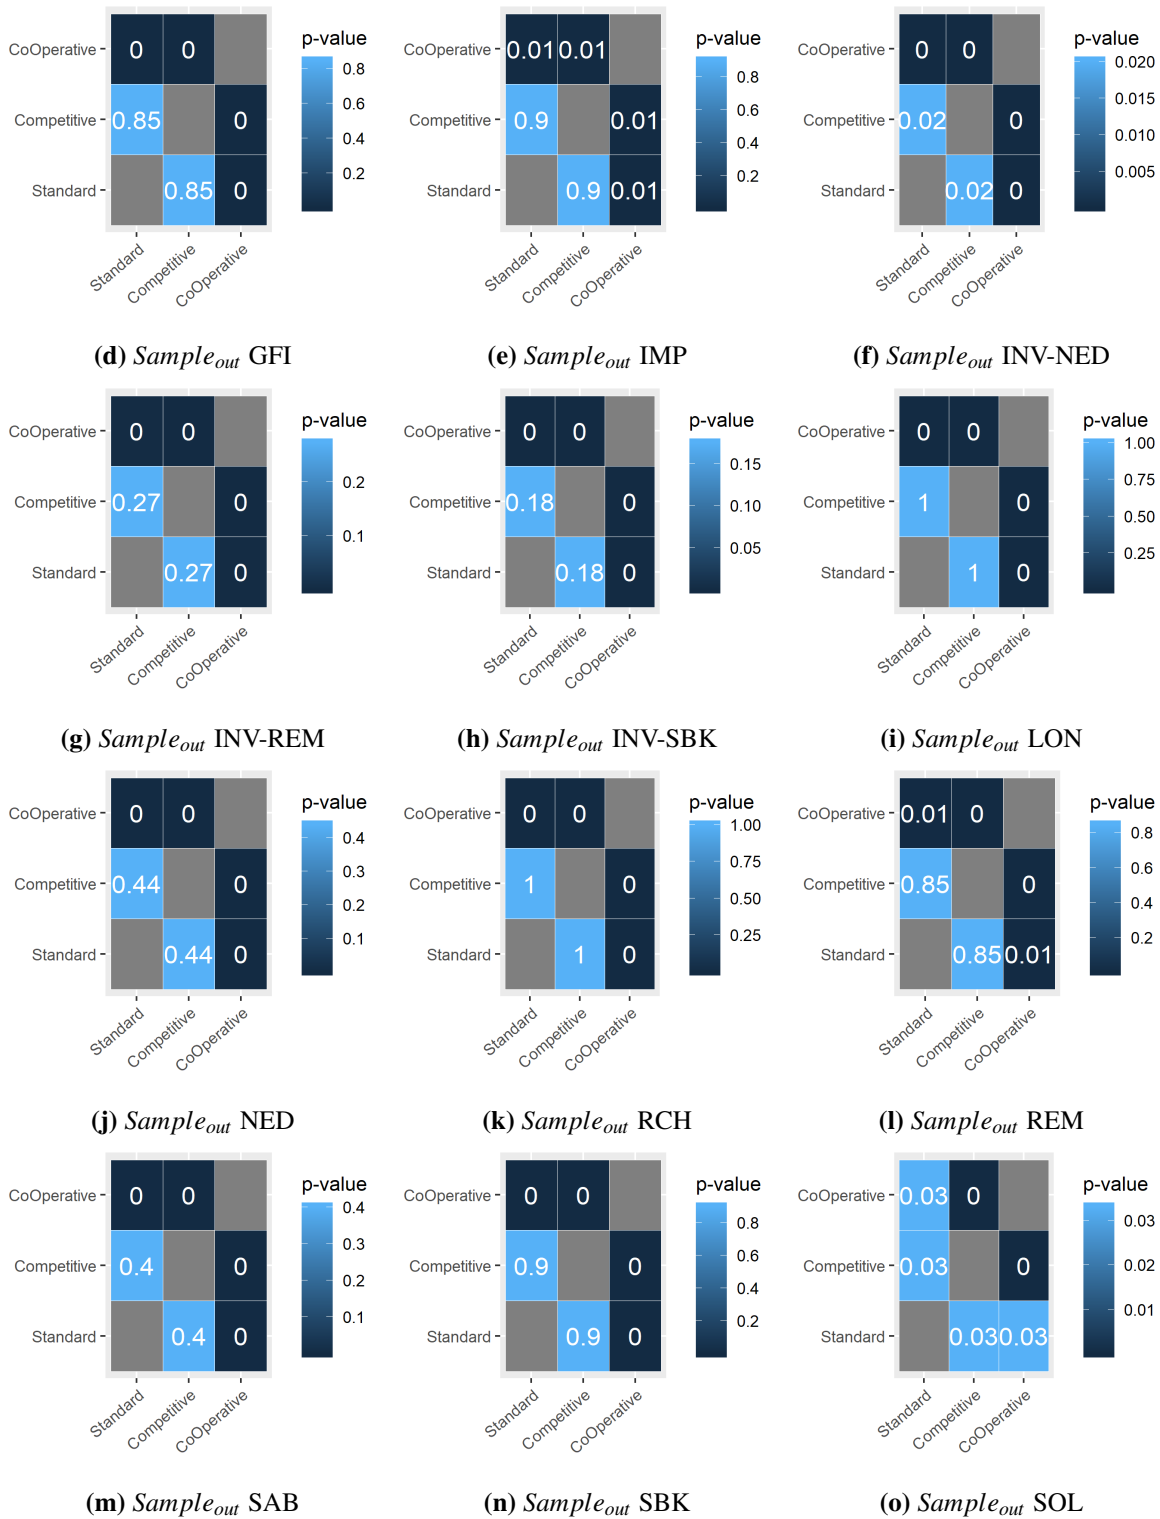 CoOperative 0 0
Competitive 0.85 0
Standard 0.85 0
Standard Competitive CoOperative
p-value
0.8
0.6
0.4
0.2
(d) Sampleout GFI
CoOperative 0.01 0.01
Competitive 0.9 0.01
Standard 0.9 0.01
Standard Competitive CoOperative
p-value
0.8
0.6
0.4
0.2
(e) Sampleout IMP
CoOperative 0 0
Competitive 0.02 0
Standard 0.02 0
Standard Competitive CoOperative
p-value
0.020
0.015
0.010
0.005
(f) Sampleout INV-NED
CoOperative 0 0
Competitive 0.27 0
Standard 0.27 0
Standard Competitive CoOperative
p-value
0.2
0.1
(g) Sampleout INV-REM
CoOperative 0 0
Competitive 0.18 0
Standard 0.18 0
Standard Competitive CoOperative
p-value
0.15
0.10
0.05
(h) Sampleout INV-SBK
CoOperative 0 0
Competitive 1 0
Standard 1 0
Standard Competitive CoOperative
p-value
1.00
0.75
0.50
0.25
(i) Sampleout LON
CoOperative 0 0
Competitive 0.44 0
Standard 0.44 0
Standard Competitive CoOperative
p-value
0.4
0.3
0.2
0.1
(j) Sampleout NED
CoOperative 0 0
Competitive 1 0
Standard 1 0
Standard Competitive CoOperative
p-value
1.00
0.75
0.50
0.25
(k) Sampleout RCH
CoOperative 0.01 0
Competitive 0.85 0
Standard 0.85 0.01
Standard Competitive CoOperative
p-value
0.8
0.6
0.4
0.2
(l) Sampleout REM
CoOperative 0 0
Competitive 0.4 0
Standard 0.4 0
Standard Competitive CoOperative
p-value
0.4
0.3
0.2
0.1
(m) Sampleout SAB
CoOperative 0 0
Competitive 0.9 0
Standard 0.9 0
Standard Competitive CoOperative
p-value
0.8
0.6
0.4
0.2
(n) Sampleout SBK
CoOperative 0.03 0
Competitive 0.03 0
Standard 0.03 0.03
Standard Competitive CoOperative
p-value
0.03
0.02
0.01
(o) Sampleout SOL